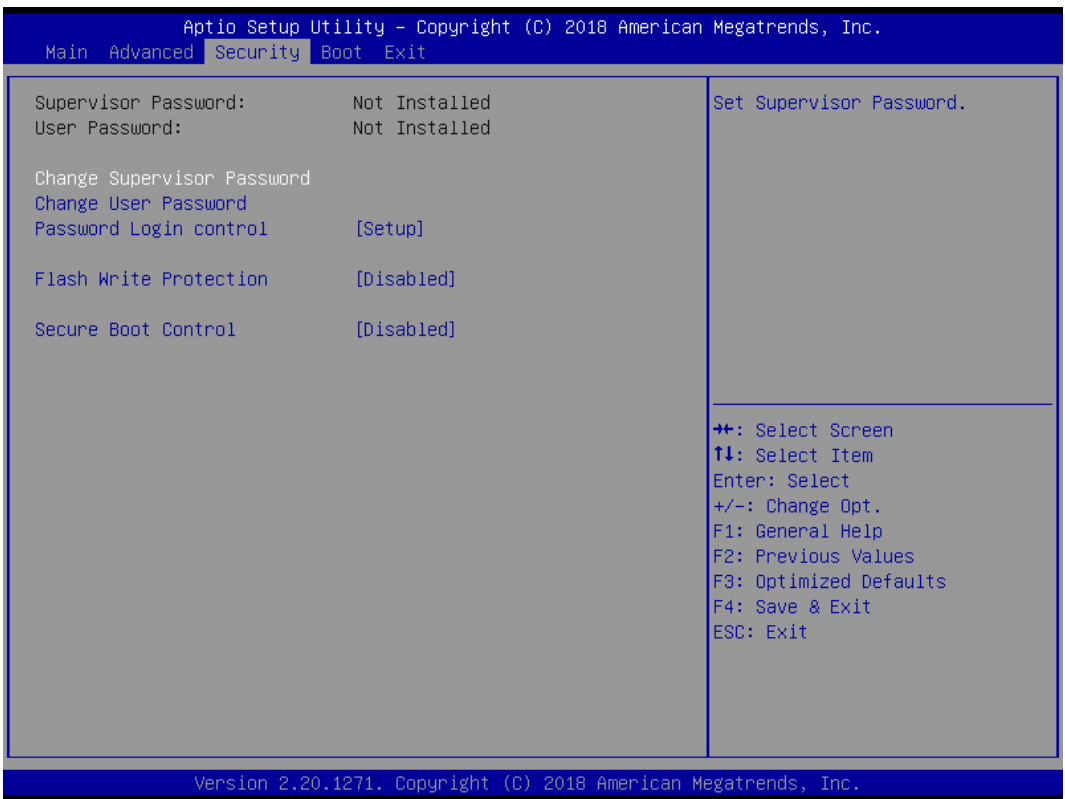 Aptio Setup Utility – Copyright (C) 2018 American Megatrends, Inc.
Main Advanced Security Boot Exit
Supervisor Password: Not Installed
User Password: Not Installed
Change Supervisor Password
Change User Password
Password Login control [Setup]
Flash Write Protection [Disabled]
Secure Boot Control [Disabled]
Set Supervisor Password.
→←: Select Screen
↑↓: Select Item
Enter: Select
+/-: Change Opt.
F1: General Help
F2: Previous Values
F3: Optimized Defaults
F4: Save & Exit
ESC: Exit
Version 2.20.1271. Copyright (C) 2018 American Megatrends, Inc.